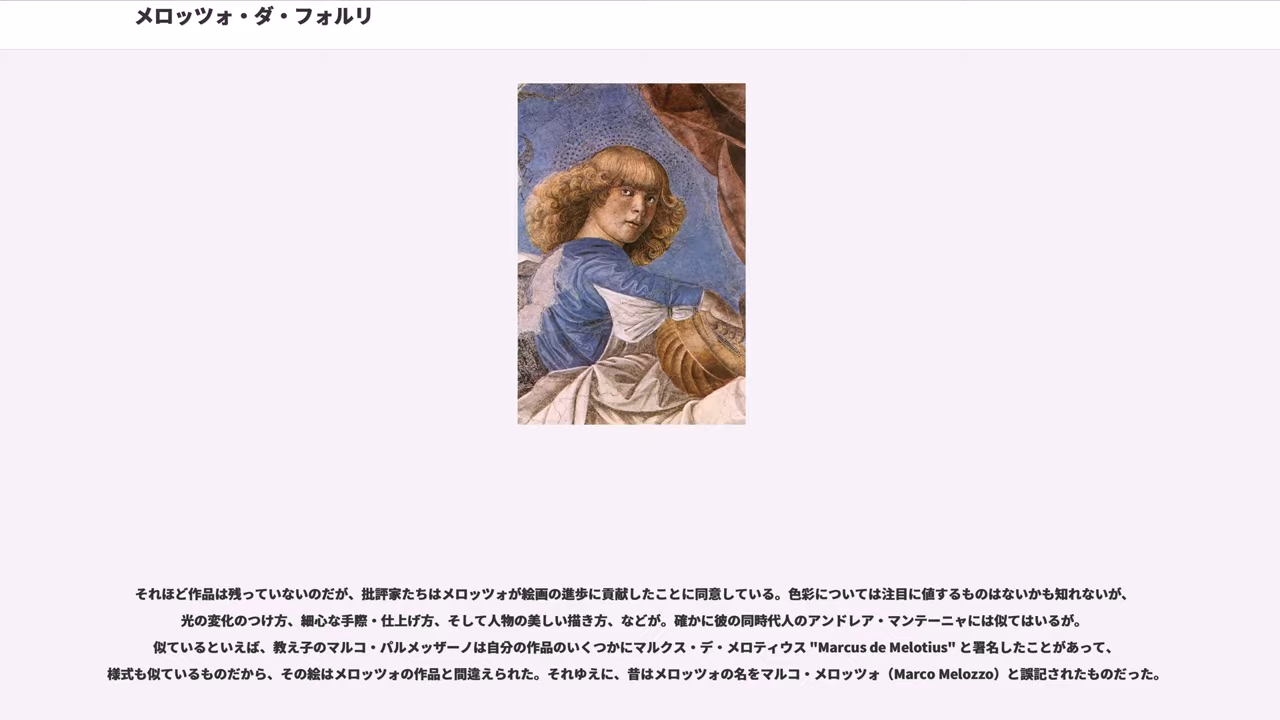 メロッツォ・ダ・フォルリ
それほど作品は残っていないのだが、批評家たちはメロッツォが絵画の進歩に貢献したことに同意している。色彩については注目に値するものはないかも知れないが、
光の変化のつけ方、細心な手際・仕上げ方、そして人物の美しい描き方、などが。確かに彼の同時代人のアンドレア・マンテーニャには似てはいるが。
似ているといえば、教え子のマルコ・パルメッザーノは自分の作品のいくつかにマルクス・デ・メロティウス "Marcus de Melotius" と署名したことがあって、
様式も似ているものだから、その絵はメロッツォの作品と間違えられた。それゆえに、昔はメロッツォの名をマルコ・メロッツォ（Marco Melozzo）と誤記されたものだった。